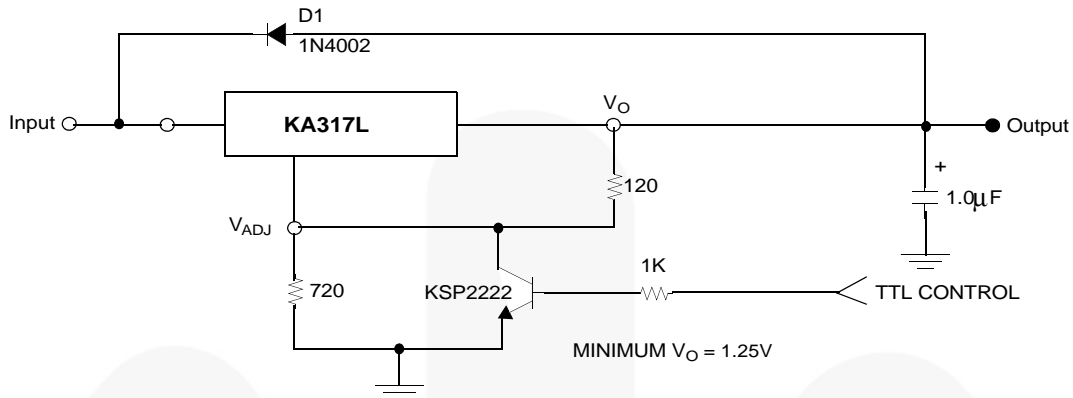 D1
1N4002
Input
KA317L
VO
Output
120
+
1.0μF
VADJ
720
KSP2222
1K
TTL CONTROL
MINIMUM VO = 1.25V